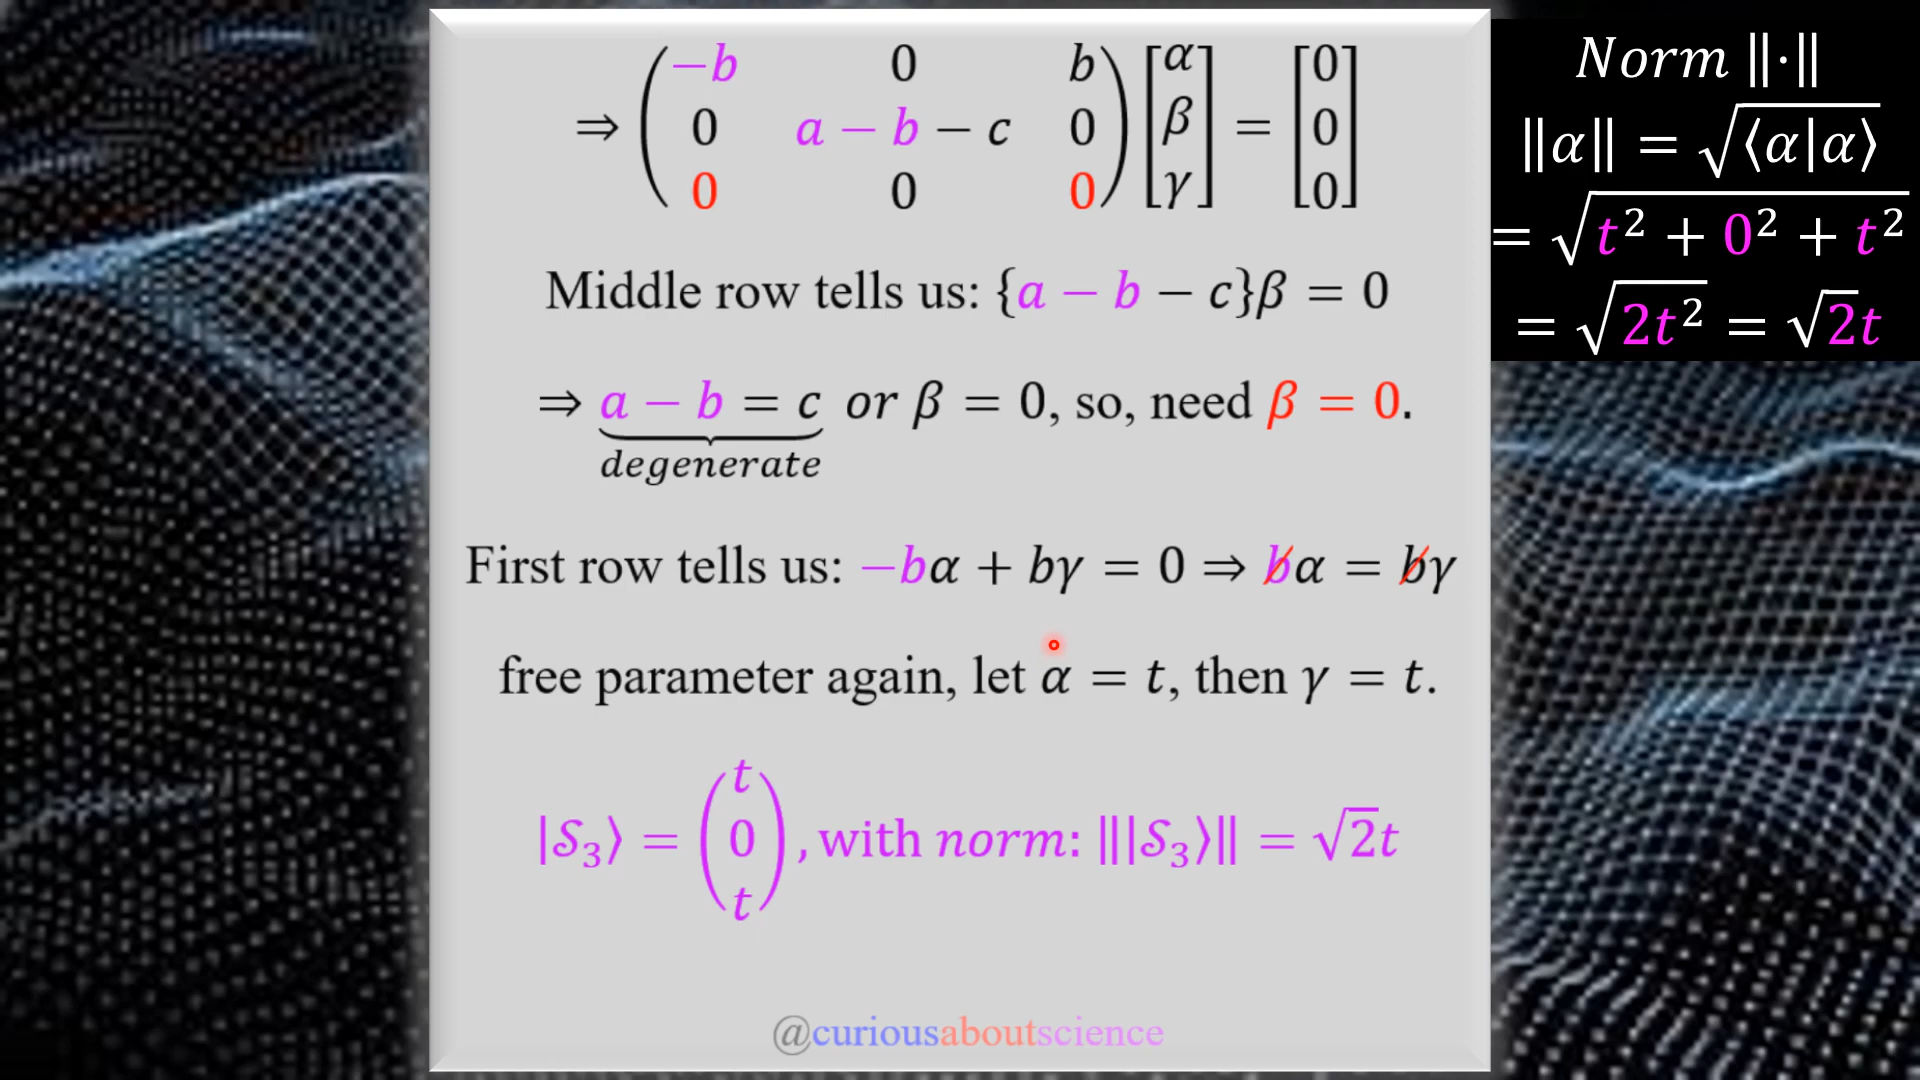 ⇒ (−b 0 b) [α] = [0]
(0 a − b − c 0) [β] [0]
(0 0 0) [γ] [0]
Middle row tells us: {a − b − c}β = 0
⇒ a − b = c or β = 0, so, need β = 0.
degenerate
First row tells us: −bα + bγ = 0 ⇒ bα = bγ
free parameter again, let α = t, then γ = t.
|𝒮₃⟩ = (t 0 t), with norm: ‖|𝒮₃⟩‖ = √2t
@curiousaboutscience
Norm ‖·‖
‖α‖ = √⟨α|α⟩
= √t² + 0² + t²
= √2t² = √2t